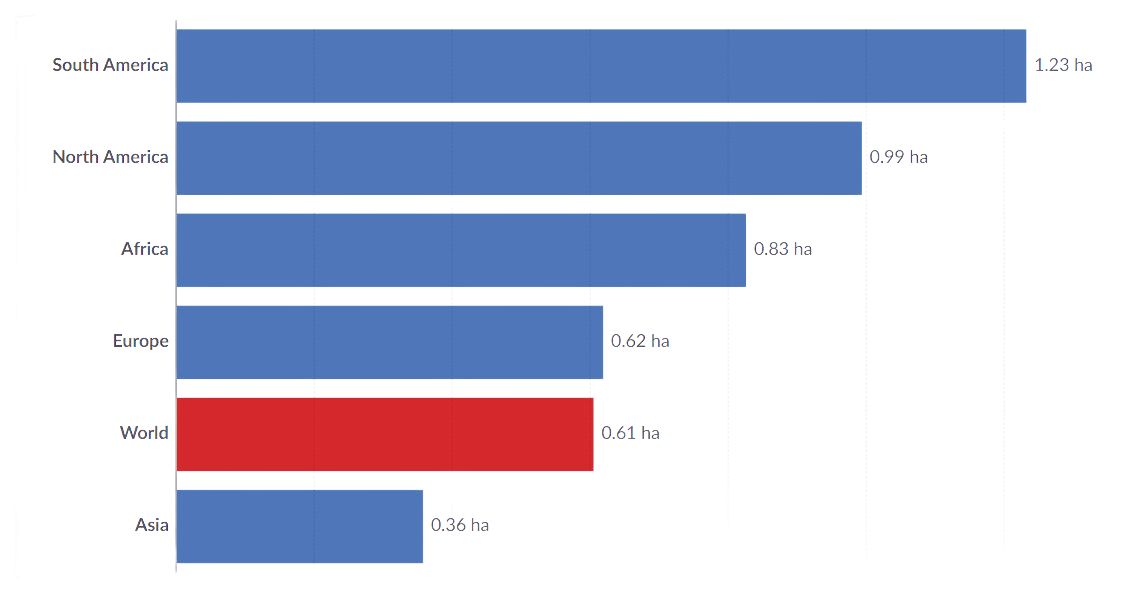 South America 1.23 ha
North America 0.99 ha
Africa 0.83 ha
Europe 0.62 ha
World 0.61 ha
Asia 0.36 ha